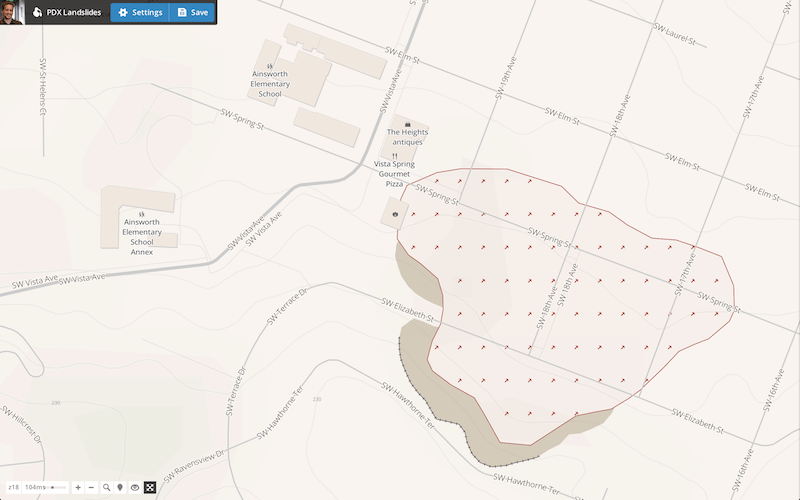 PDX Landslides
Settings
Save
SW Laurel St
SW Elm St
SW St Helens Ct
SW Vista Ave
SW 19th Ave
SW 18th Ave
SW 17th Ave
Ainsworth
Elementary
School
SW Spring St
SW Elm St
The Heights
antiques
Vista Spring
Gourmet
Pizza
SW Elm St
SW Elm St
SW Spring St
Ainsworth
Elementary
School
Annex
SW Vista Ave
SW Vista Ave
SW Spring St
SW Vista Ave
SW Vista Ave
SW 18th Ave
SW 18th Ave
SW 17th Ave
SW Spring St
SW Terrace Dr
SW Elizabeth St
SW Terrace Dr
SW Hawthorne Ter
SW Hawthorne Ter
SW 16th Ave
230
230
SW Hillcrest Dr
SW Elizabeth St
SW Ravensview Dr
SW Hawthorne Ter
SW 16th Ave
z18
104ms